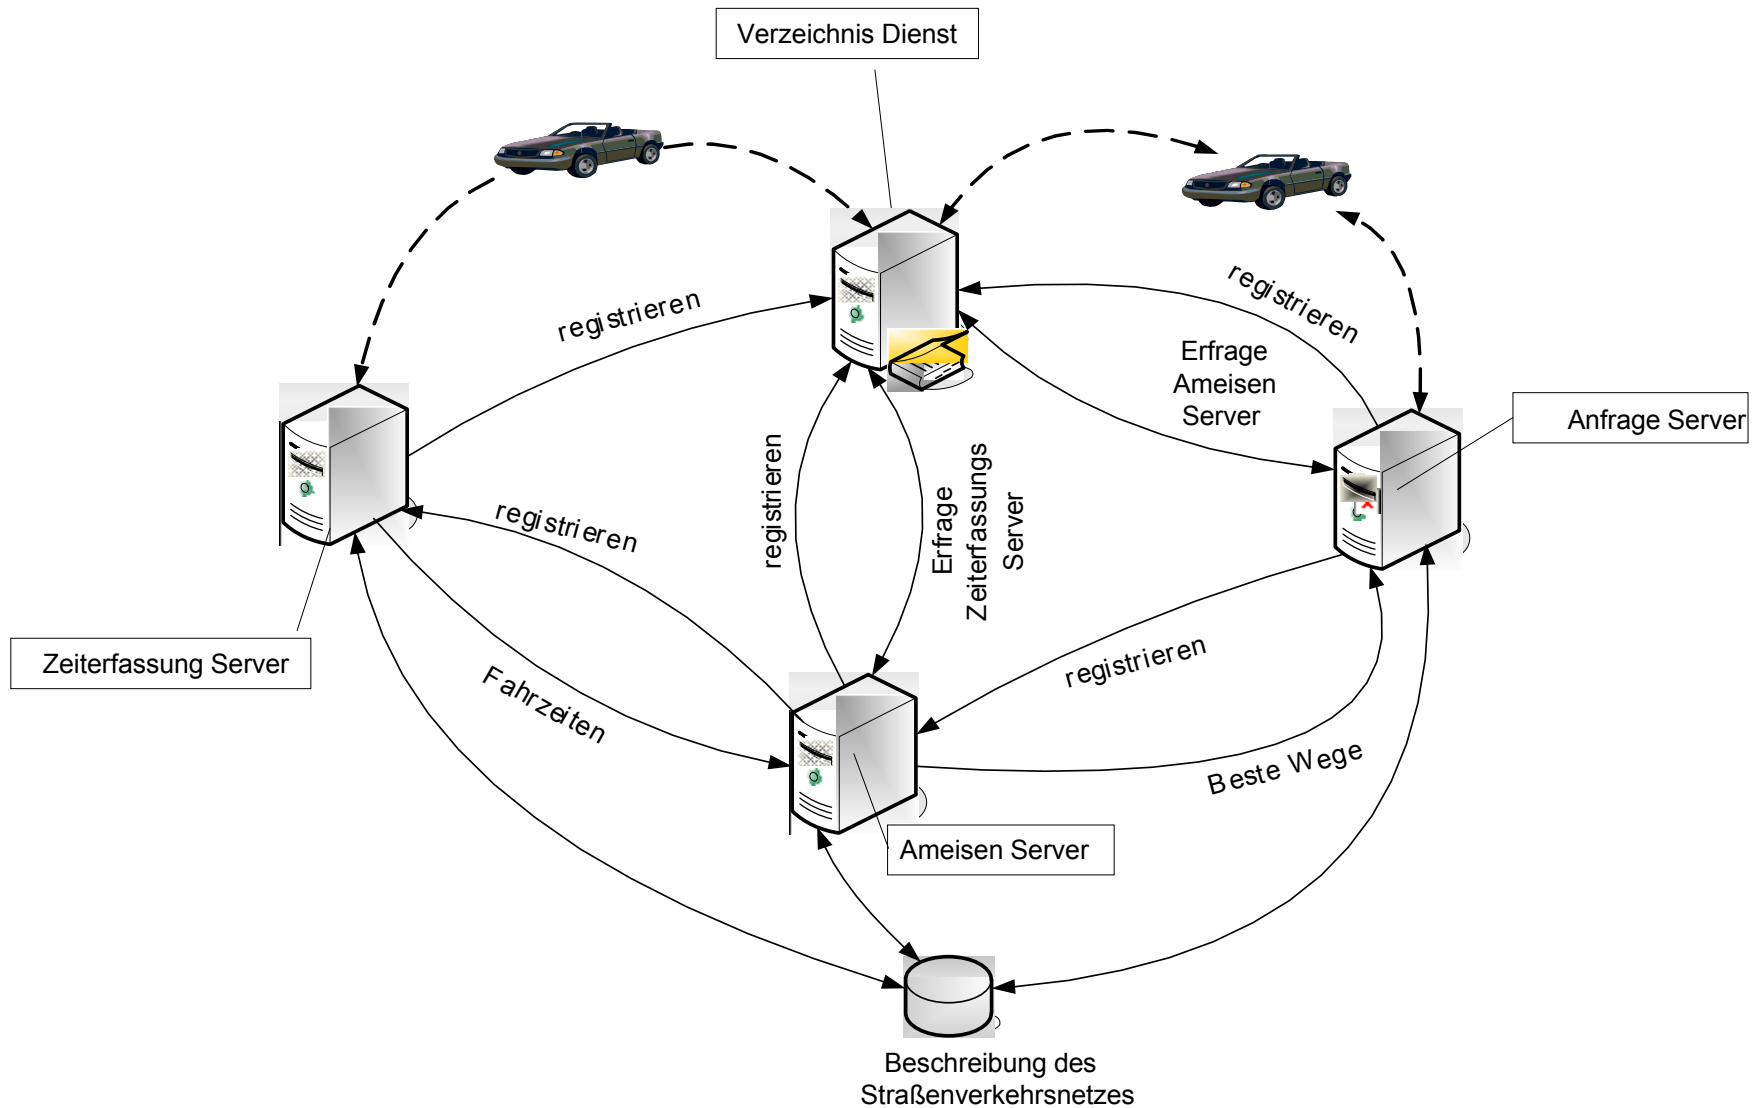 Verzeichnis Dienst
registrieren
registrieren
Erfrage
Ameisen
Server
Anfrage Server
registrieren
registrieren
Erfrage
Zeiterfassungs
Server
Zeiterfassung Server
Fahrzeiten
registrieren
Beste Wege
Ameisen Server
Beschreibung des
Straßenverkehrsnetzes